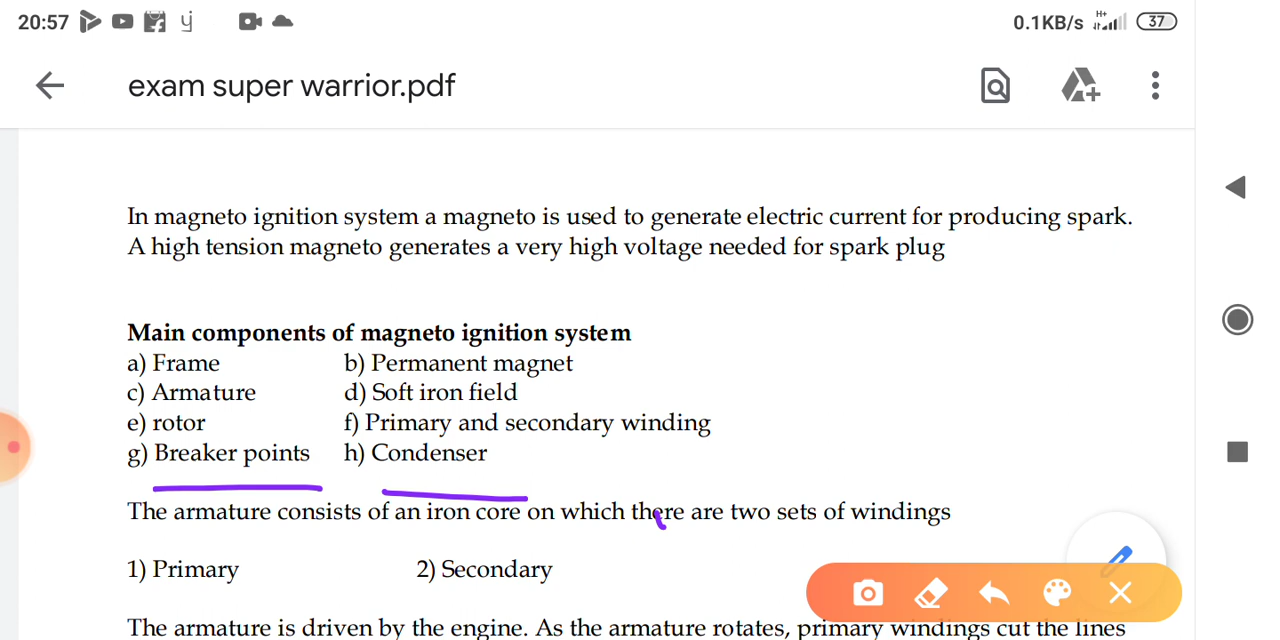 20:57 0.1KB/s H+ 37
exam super warrior.pdf
In magneto ignition system a magneto is used to generate electric current for producing spark.
A high tension magneto generates a very high voltage needed for spark plug
Main components of magneto ignition system
a) Frame b) Permanent magnet
c) Armature d) Soft iron field
e) rotor f) Primary and secondary winding
g) Breaker points h) Condenser
The armature consists of an iron core on which there are two sets of windings
1) Primary 2) Secondary
The armature is driven by the engine. As the armature rotates, primary windings cut the lines